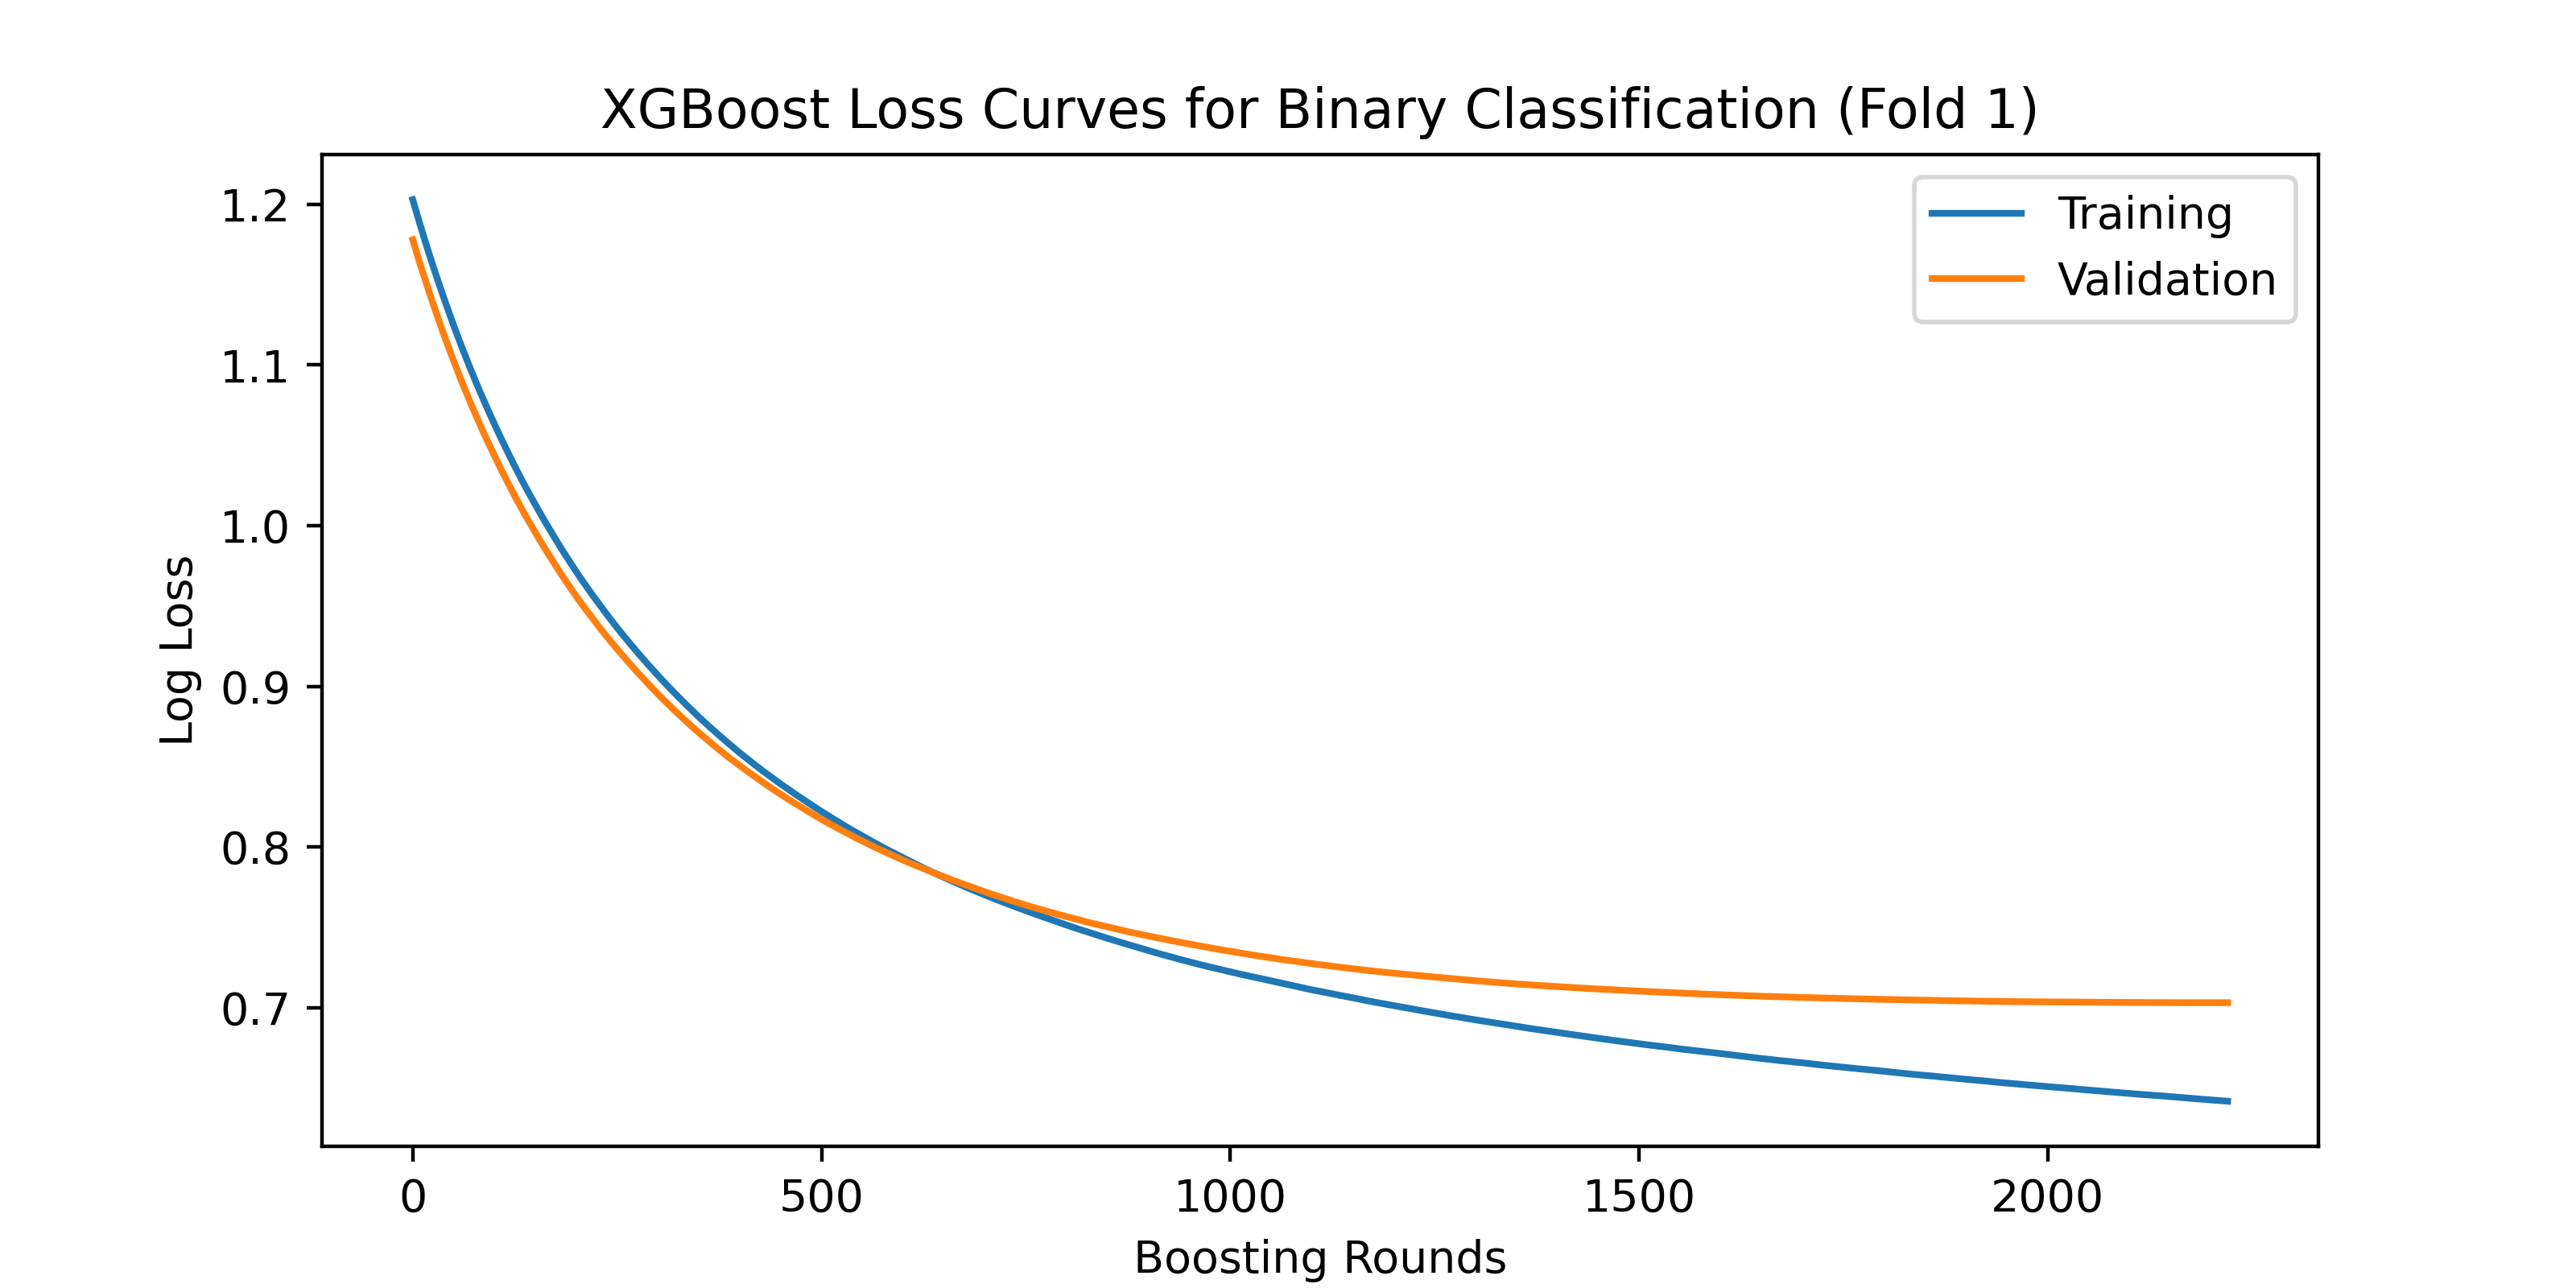 XGBoost Loss Curves for Binary Classification (Fold 1)
Training
Validation
Log Loss
1.2
1.1
1.0
0.9
0.8
0.7
0 500 1000 1500 2000
Boosting Rounds